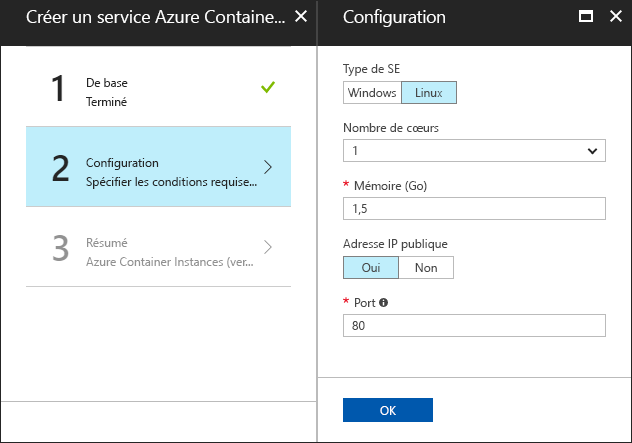 Créer un service Azure Containe...
1
De base
Terminé
2
Configuration
Spécifier les conditions requise...
3
Résumé
Azure Container Instances (ver...
Configuration
Type de SE
Windows Linux
Nombre de cœurs
1
* Mémoire (Go)
1,5
Adresse IP publique
Oui Non
* Port
80
OK